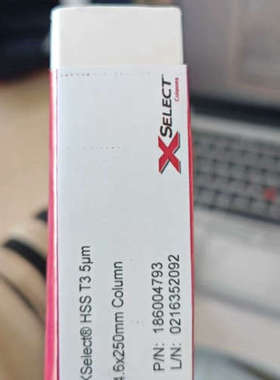 XSELECT
Columns
XSelect® HSS T3 5µm
4.6x250mm Column
P/N: 186004793
L/N: 0216352092